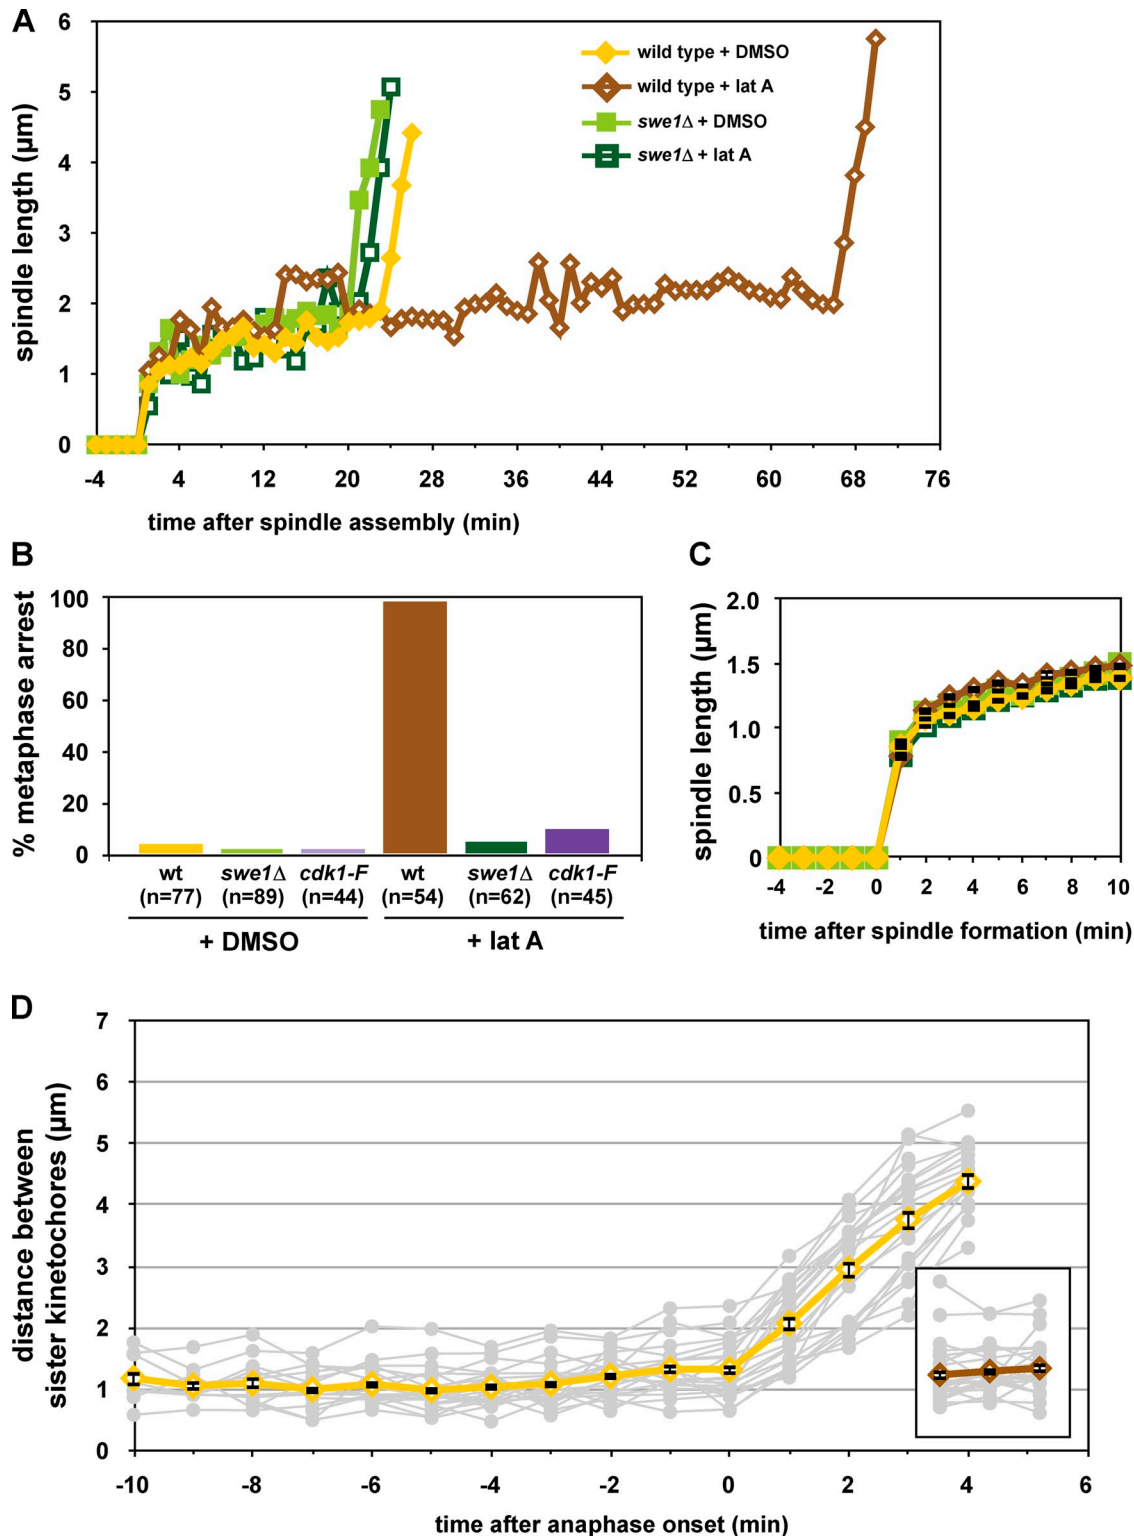 A
6
5
4
3
2
1
0
spindle length (µm)
wild type + DMSO
wild type + lat A
swe1Δ + DMSO
swe1Δ + lat A
-4 4 12 20 28 36 44 52 60 68 76
time after spindle assembly (min)
B
100
80
60
40
20
0
% metaphase arrest
wt swe1Δ cdk1-F wt swe1Δ cdk1-F
(n=77) (n=89) (n=44) (n=54) (n=62) (n=45)
+ DMSO + lat A
C
2.0
1.5
1.0
0.5
0
spindle length (µm)
-4 -2 0 2 4 6 8 10
time after spindle formation (min)
D
7
6
5
4
3
2
1
0
distance between
sister kinetochores (µm)
-10 -8 -6 -4 -2 0 2 4 6
time after anaphase onset (min)